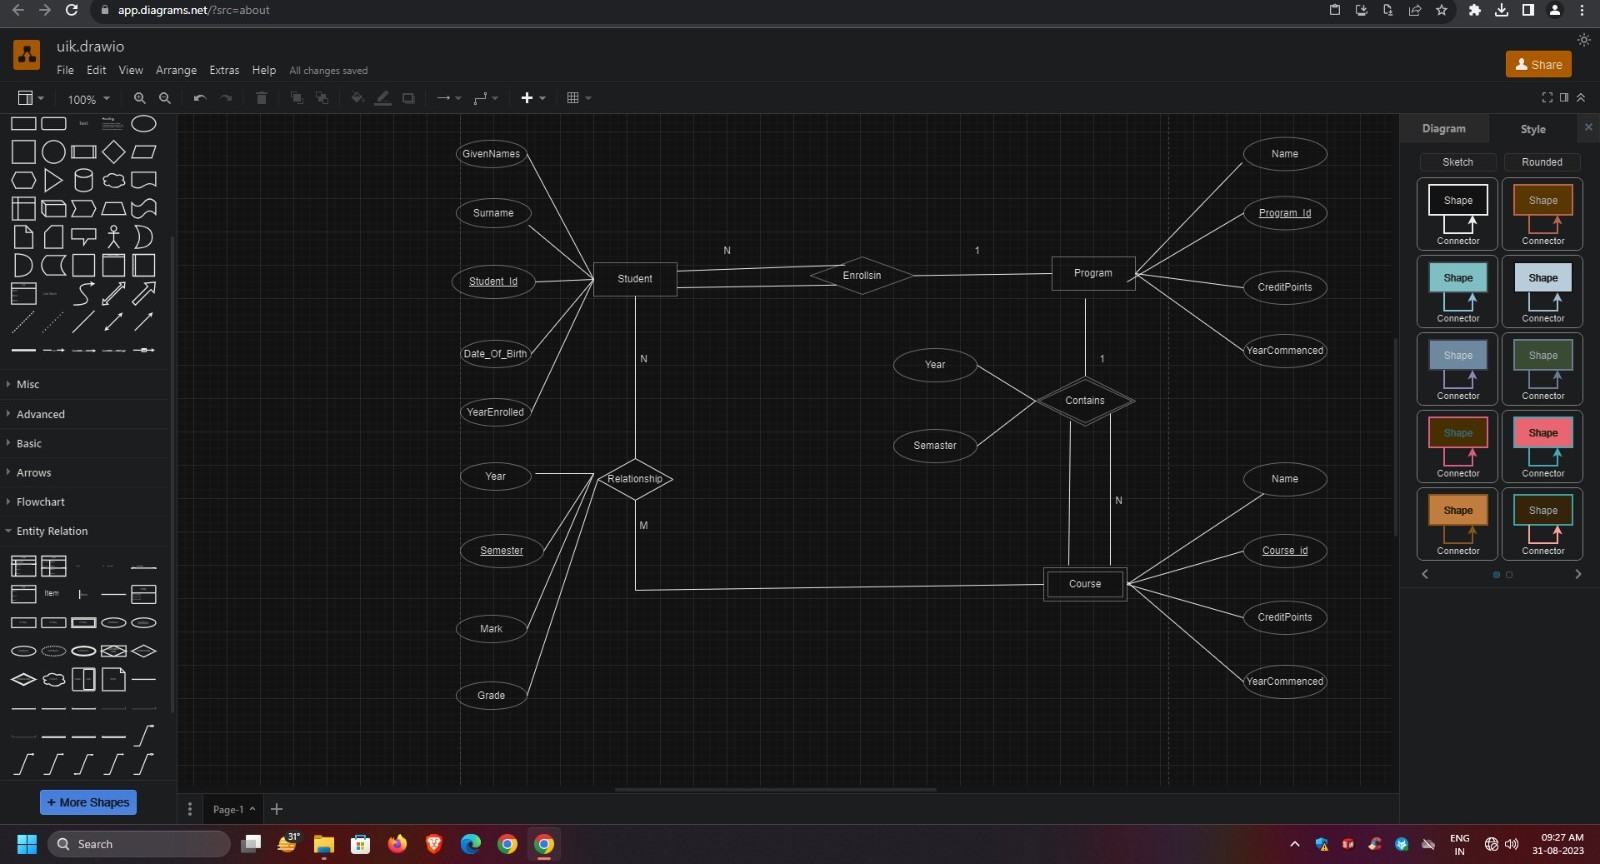 app.diagrams.net/?src=about
uik.drawio
File Edit View Arrange Extras Help All changes saved
Share
100%
Diagram Style
Sketch Rounded
Shape Shape
Connector Connector
Shape Shape
Connector Connector
Shape Shape
Connector Connector
Shape Shape
Connector Connector
Shape Shape
Connector Connector
Text
Heading
Misc
Advanced
Basic
Arrows
Flowchart
Entity Relation
Item
+ More Shapes
GivenNames
Surname
Student_Id
Date_Of_Birth
YearEnrolled
Student
N
Enrollsin
1
Program
Name
Program_Id
CreditPoints
YearCommenced
N
1
Year
Contains
Semaster
Year
Relationship
M
N
Semester
Mark
Grade
Course
Name
Course_id
CreditPoints
YearCommenced
Page-1
Search
31°
ENG
IN
09:27 AM
31-08-2023